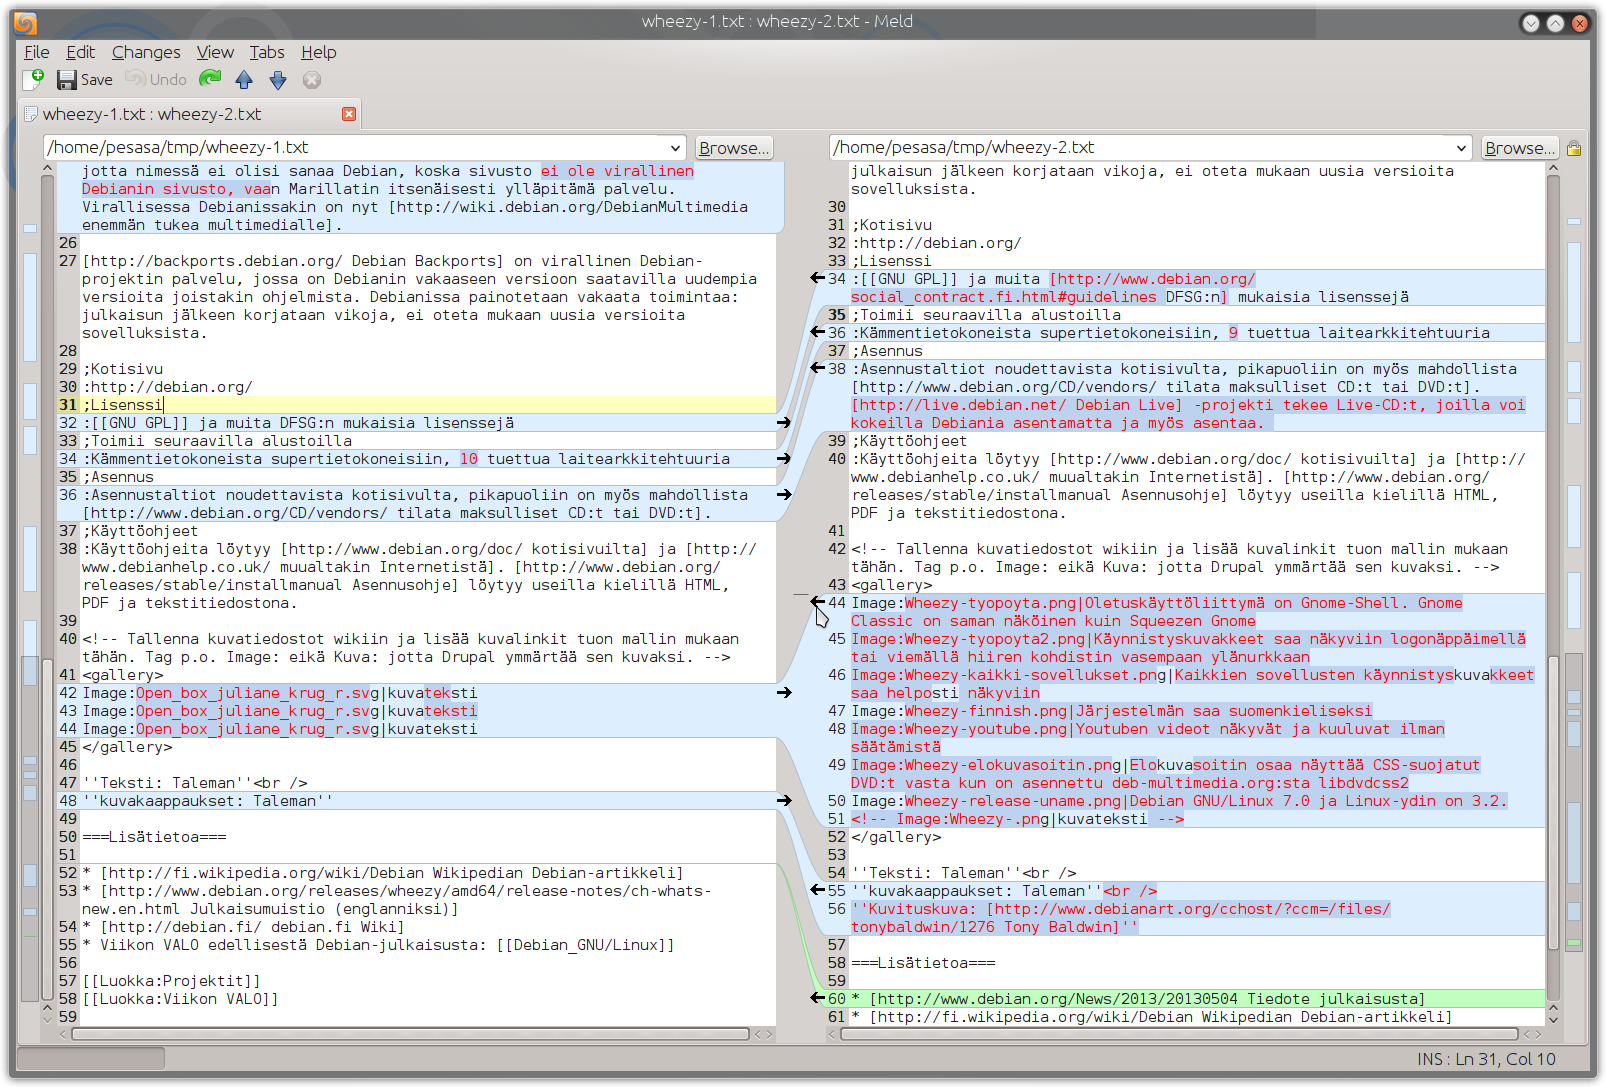 wheezy-1.txt : wheezy-2.txt - Meld
File Edit Changes View Tabs Help
Save Undo
wheezy-1.txt : wheezy-2.txt
/home/pesasa/tmp/wheezy-1.txt Browse...
jotta nimessä ei olisi sanaa Debian, koska sivusto ei ole virallinen
Debianin sivusto, vaan Marillatin itsenäisesti ylläpitämä palvelu.
Virallisessa Debianissakin on nyt [http://wiki.debian.org/DebianMultimedia
enemmän tukea multimedialle].
26
27 [http://backports.debian.org/ Debian Backports] on virallinen Debian-
projektin palvelu, jossa on Debianin vakaaseen versioon saatavilla uudempia
versioita joistakin ohjelmista. Debianissa painotetaan vakaata toimintaa:
julkaisun jälkeen korjataan vikoja, ei oteta mukaan uusia versioita
sovelluksista.
28
29 ;Kotisivu
30 :http://debian.org/
31 ;Lisenssi
32 :[[GNU GPL]] ja muita DFSG:n mukaisia lisenssejä
33 ;Toimii seuraavilla alustoilla
34 :Kämmentietokoneista supertietokoneisiin, 10 tuettua laitearkkitehtuuria
35 ;Asennus
36 :Asennustaltiot noudettavista kotisivulta, pikapuoliin on myös mahdollista
[http://www.debian.org/CD/vendors/ tilata maksulliset CD:t tai DVD:t].
37 ;Käyttöohjeet
38 :Käyttöohjeita löytyy [http://www.debian.org/doc/ kotisivuilta] ja [http://
www.debianhelp.co.uk/ muualtakin Internetistä]. [http://www.debian.org/
releases/stable/installmanual Asennusohje] löytyy useilla kielillä HTML,
PDF ja tekstitiedostona.
39
40 <!-- Tallenna kuvatiedostot wikiin ja lisää kuvalinkit tuon mallin mukaan
tähän. Tag p.o. Image: eikä Kuva: jotta Drupal ymmärtää sen kuvaksi. -->
41 <gallery>
42 Image:Open_box_juliane_krug_r.svg|kuvateksti
43 Image:Open_box_juliane_krug_r.svg|kuvateksti
44 Image:Open_box_juliane_krug_r.svg|kuvateksti
45 </gallery>
46
47 ''Teksti: Taleman''<br />
48 ''kuvakaappaukset: Taleman''
49
50 ===Lisätietoa===
51
52 * [http://fi.wikipedia.org/wiki/Debian Wikipedian Debian-artikkeli]
53 * [http://www.debian.org/releases/wheezy/amd64/release-notes/ch-whats-
new.en.html Julkaisumuistio (englanniksi)]
54 * [http://debian.fi/ debian.fi Wiki]
55 * Viikon VALO edellisestä Debian-julkaisusta: [[Debian_GNU/Linux]]
56
57 [[Luokka:Projektit]]
58 [[Luokka:Viikon VALO]]
59
/home/pesasa/tmp/wheezy-2.txt Browse...
julkaisun jälkeen korjataan vikoja, ei oteta mukaan uusia versioita
sovelluksista.
30
31 ;Kotisivu
32 :http://debian.org/
33 ;Lisenssi
34 :[[GNU GPL]] ja muita [http://www.debian.org/
social_contract.fi.html#guidelines DFSG:n] mukaisia lisenssejä
35 ;Toimii seuraavilla alustoilla
36 :Kämmentietokoneista supertietokoneisiin, 9 tuettua laitearkkitehtuuria
37 ;Asennus
38 :Asennustaltiot noudettavista kotisivulta, pikapuoliin on myös mahdollista
[http://www.debian.org/CD/vendors/ tilata maksulliset CD:t tai DVD:t].
[http://live.debian.net/ Debian Live] -projekti tekee Live-CD:t, joilla voi
kokeilla Debiania asentamatta ja myös asentaa.
39 ;Käyttöohjeet
40 :Käyttöohjeita löytyy [http://www.debian.org/doc/ kotisivuilta] ja [http://
www.debianhelp.co.uk/ muualtakin Internetistä]. [http://www.debian.org/
releases/stable/installmanual Asennusohje] löytyy useilla kielillä HTML,
PDF ja tekstitiedostona.
41
42 <!-- Tallenna kuvatiedostot wikiin ja lisää kuvalinkit tuon mallin mukaan
tähän. Tag p.o. Image: eikä Kuva: jotta Drupal ymmärtää sen kuvaksi. -->
43 <gallery>
44 Image:Wheezy-tyopoyta.png|Oletuskäyttöliittymä on Gnome-Shell. Gnome
Classic on saman näköinen kuin Squeezen Gnome
45 Image:Wheezy-tyopoyta2.png|Käynnistyskuvakkeet saa näkyviin logonäppäimellä
tai viemällä hiiren kohdistin vasempaan ylänurkkaan
46 Image:Wheezy-kaikki-sovellukset.png|Kaikkien sovellusten käynnistyskuvakkeet
saa helposti näkyviin
47 Image:Wheezy-finnish.png|Järjestelmän saa suomenkieliseksi
48 Image:Wheezy-youtube.png|Youtuben videot näkyvät ja kuuluvat ilman
säätämistä
49 Image:Wheezy-elokuvasoitin.png|Elokuvasoitin osaa näyttää CSS-suojatut
DVD:t vasta kun on asennettu deb-multimedia.org:sta libdvdcss2
50 Image:Wheezy-release-uname.png|Debian GNU/Linux 7.0 ja Linux-ydin on 3.2.
51 <!-- Image:Wheezy-.png|kuvateksti -->
52 </gallery>
53
54 ''Teksti: Taleman''<br />
55 ''kuvakaappaukset: Taleman''<br />
56 ''Kuvituskuva: [http://www.debianart.org/cchost/?ccm=/files/
tonybaldwin/1276 Tony Baldwin]''
57
58 ===Lisätietoa===
59
60 * [http://www.debian.org/News/2013/20130504 Tiedote julkaisusta]
61 * [http://fi.wikipedia.org/wiki/Debian Wikipedian Debian-artikkeli]
INS : Ln 31, Col 10